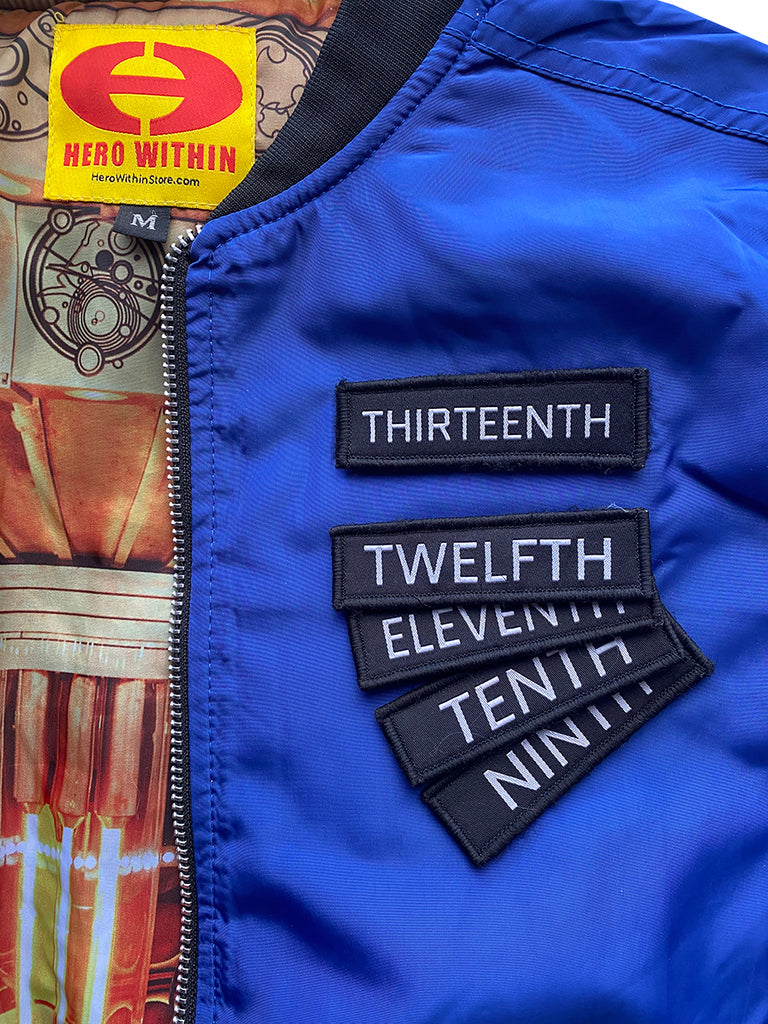 HERO WITHIN
HeroWithinStore.com
M
THIRTEENTH
TWELFTH
ELEVENTH
TENTH
NINTH